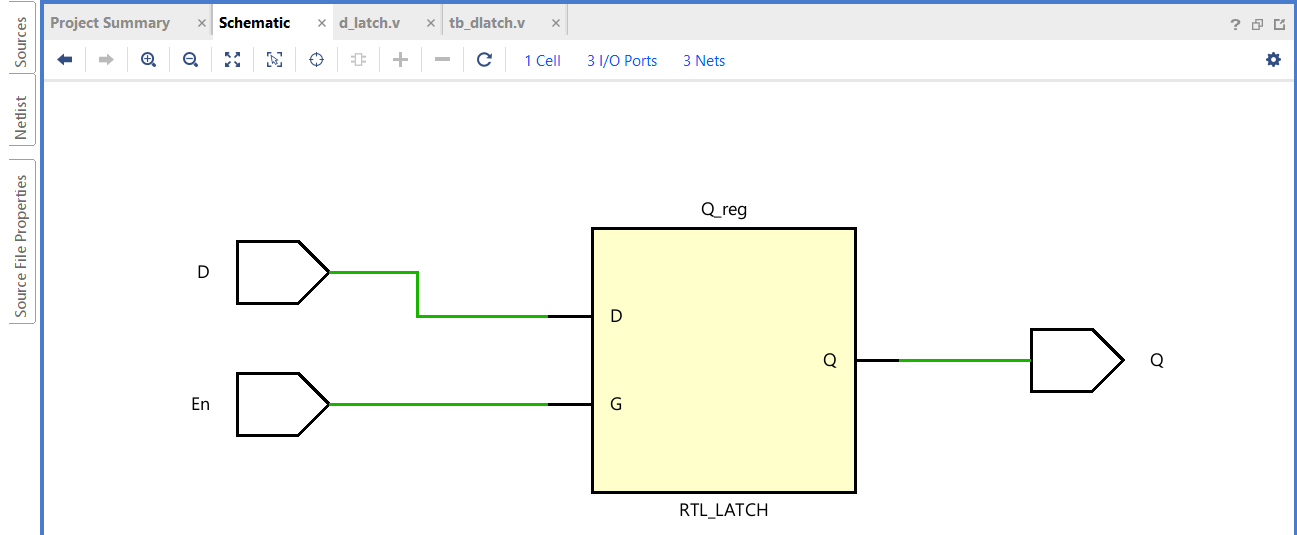 Project Summary × Schematic × d_latch.v × tb_dlatch.v × ?
1 Cell 3 I/O Ports 3 Nets
Sources
Netlist
Source File Properties
Q_reg
D
D
Q
Q
En
G
RTL_LATCH